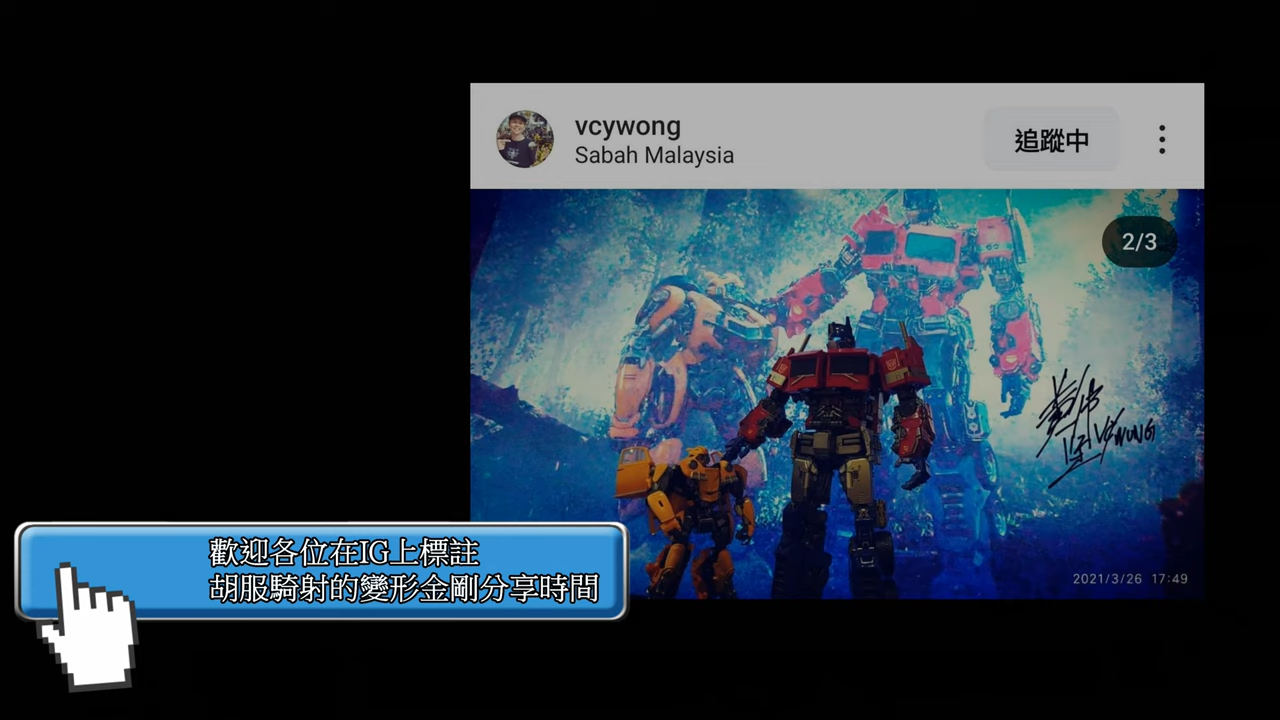 vcywong
Sabah Malaysia
追蹤中
2/3
VCYWONG
2021/3/26 17:49
歡迎各位在IG上標註
胡服騎射的變形金剛分享時間